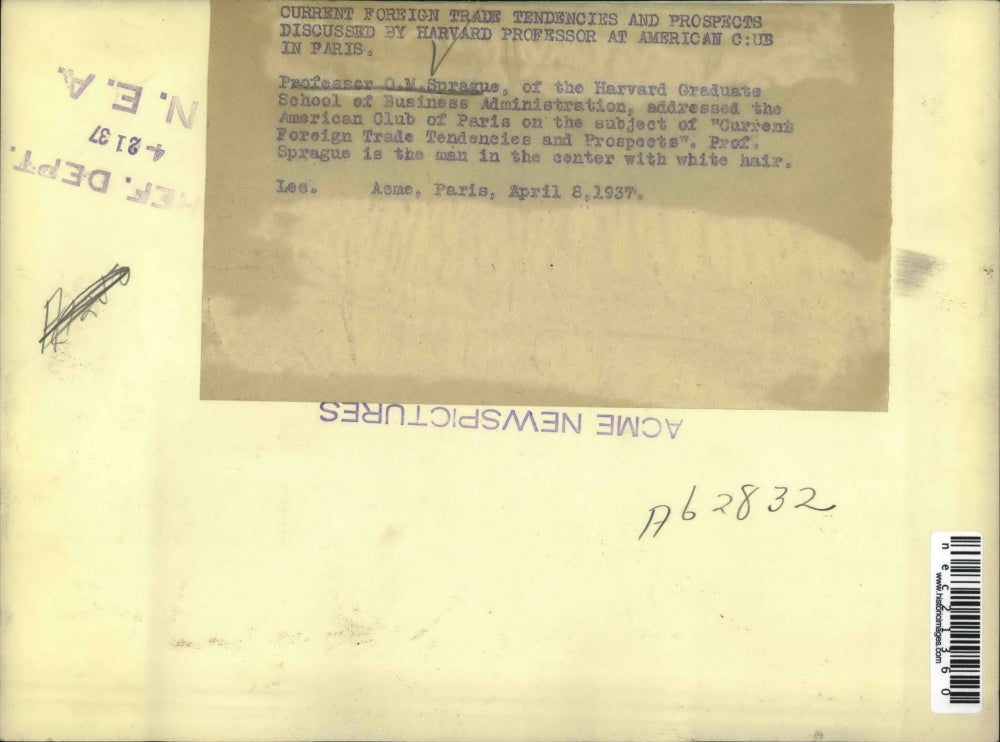 CURRENT FOREIGN TRADE TENDENCIES AND PROSPECTS
DISCUSSED BY HARVARD PROFESSOR AT AMERICAN C:UB
IN PARIS.
Professor O.M.Sprague, of the Harvard Graduate
School of Business Administration, addressed the
American Club of Paris on the subject of "Current
Foreign Trade Tendencies and Prospects". Prof.
Sprague is the man in the center with white hair.
Lee. Acme, Paris, April 8,1937.
N. E. A.
4-21 37
REF. DEPT.
ACME NEWSPICTURES
A62832
nec21360
www.historicimages.com